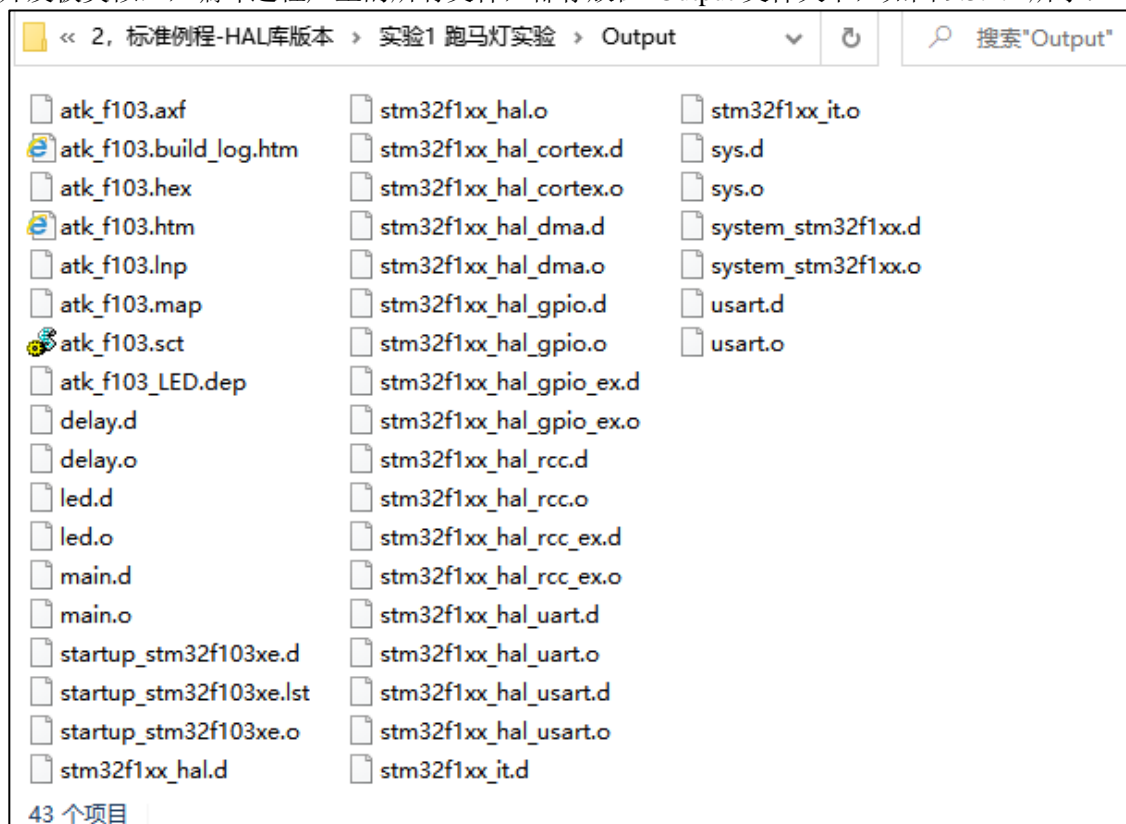 « 2，标准例程-HAL库版本 › 实验1 跑马灯实验 › Output
搜索"Output"
atk_f103.axf
atk_f103.build_log.htm
atk_f103.hex
atk_f103.htm
atk_f103.lnp
atk_f103.map
atk_f103.sct
atk_f103_LED.dep
delay.d
delay.o
led.d
led.o
main.d
main.o
startup_stm32f103xe.d
startup_stm32f103xe.lst
startup_stm32f103xe.o
stm32f1xx_hal.d
stm32f1xx_hal.o
stm32f1xx_hal_cortex.d
stm32f1xx_hal_cortex.o
stm32f1xx_hal_dma.d
stm32f1xx_hal_dma.o
stm32f1xx_hal_gpio.d
stm32f1xx_hal_gpio.o
stm32f1xx_hal_gpio_ex.d
stm32f1xx_hal_gpio_ex.o
stm32f1xx_hal_rcc.d
stm32f1xx_hal_rcc.o
stm32f1xx_hal_rcc_ex.d
stm32f1xx_hal_rcc_ex.o
stm32f1xx_hal_uart.d
stm32f1xx_hal_uart.o
stm32f1xx_hal_usart.d
stm32f1xx_hal_usart.o
stm32f1xx_it.d
stm32f1xx_it.o
sys.d
sys.o
system_stm32f1xx.d
system_stm32f1xx.o
usart.d
usart.o
43 个项目